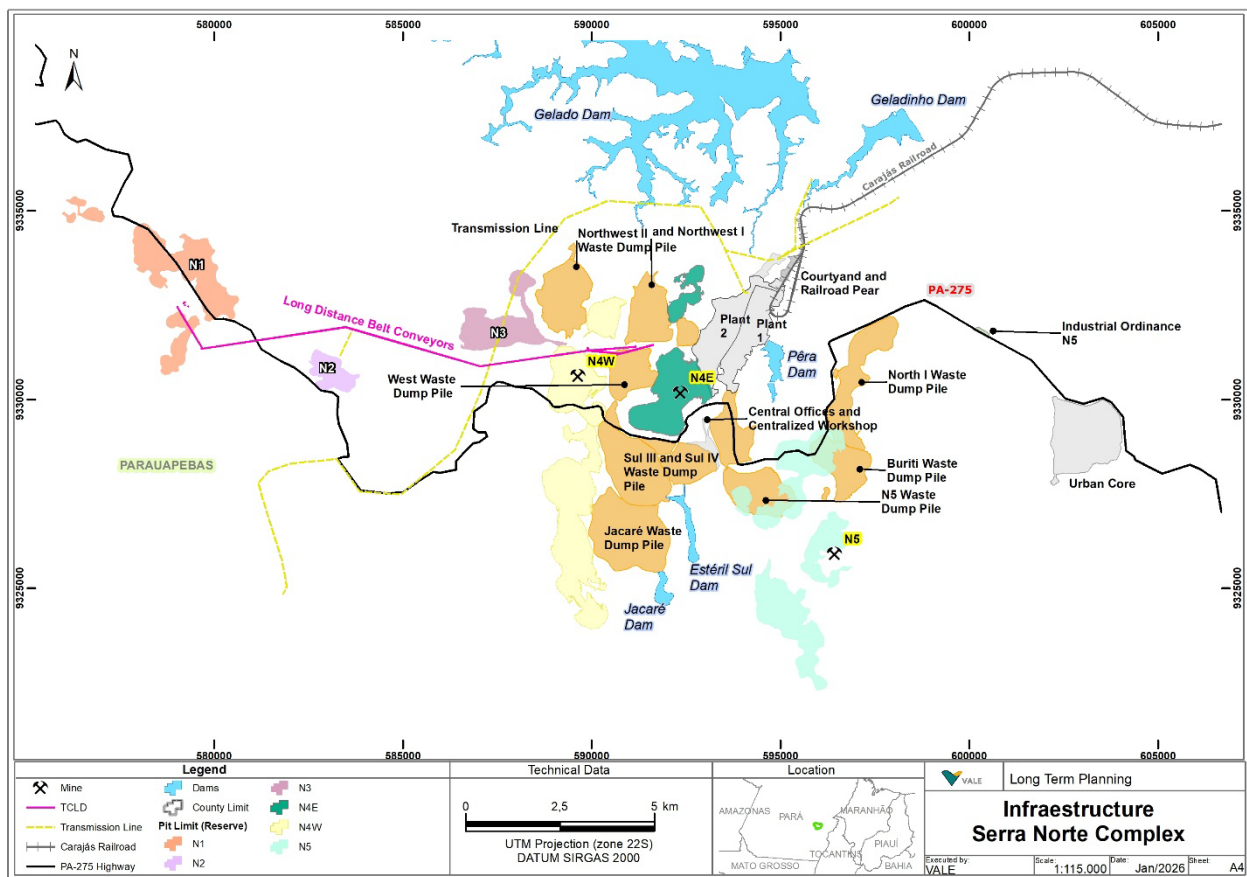 580000
585000
590000
595000
600000
605000
N
Gelado Dam
Geladinho Dam
Carajás Railroad
9335000
9335000
Transmission Line
Northwest II and Northwest I
Waste Dump Pile
N1
Courtyard and
Railroad Pear
PA-275
Long Distance Belt Conveyors
N3
Plant
2
Plant
1
Industrial Ordinance
N5
N2
N4W
N4E
Pêra
Dam
West Waste
Dump Pile
North I Waste
Dump Pile
9330000
9330000
Central Offices and
Centralized Workshop
PARAUAPEBAS
Sul III and Sul IV
Waste Dump
Pile
Buriti Waste
Dump Pile
Urban Core
N5 Waste
Dump Pile
Jacaré Waste
Dump Pile
N5
Estéril Sul
Dam
9325000
9325000
Jacaré
Dam
580000
585000
590000
595000
600000
605000
Legend
Mine
TCLD
Transmission Line
Carajás Railroad
PA-275 Highway
Dams
County Limit
Pit Limit (Reserve)
N1
N2
N3
N4E
N4W
N5
Technical Data
0 2,5 5 km
UTM Projection (zone 22S)
DATUM SIRGAS 2000
Location
AMAZONAS
PARÁ
MARANHÃO
PIAUÍ
TOCANTINS
MATO GROSSO
BAHIA
VALE
Long Term Planning
Infraestructure
Serra Norte Complex
Executed by:
VALE
Scale:
1:115.000
Date:
Jan/2026
Sheet:
A4